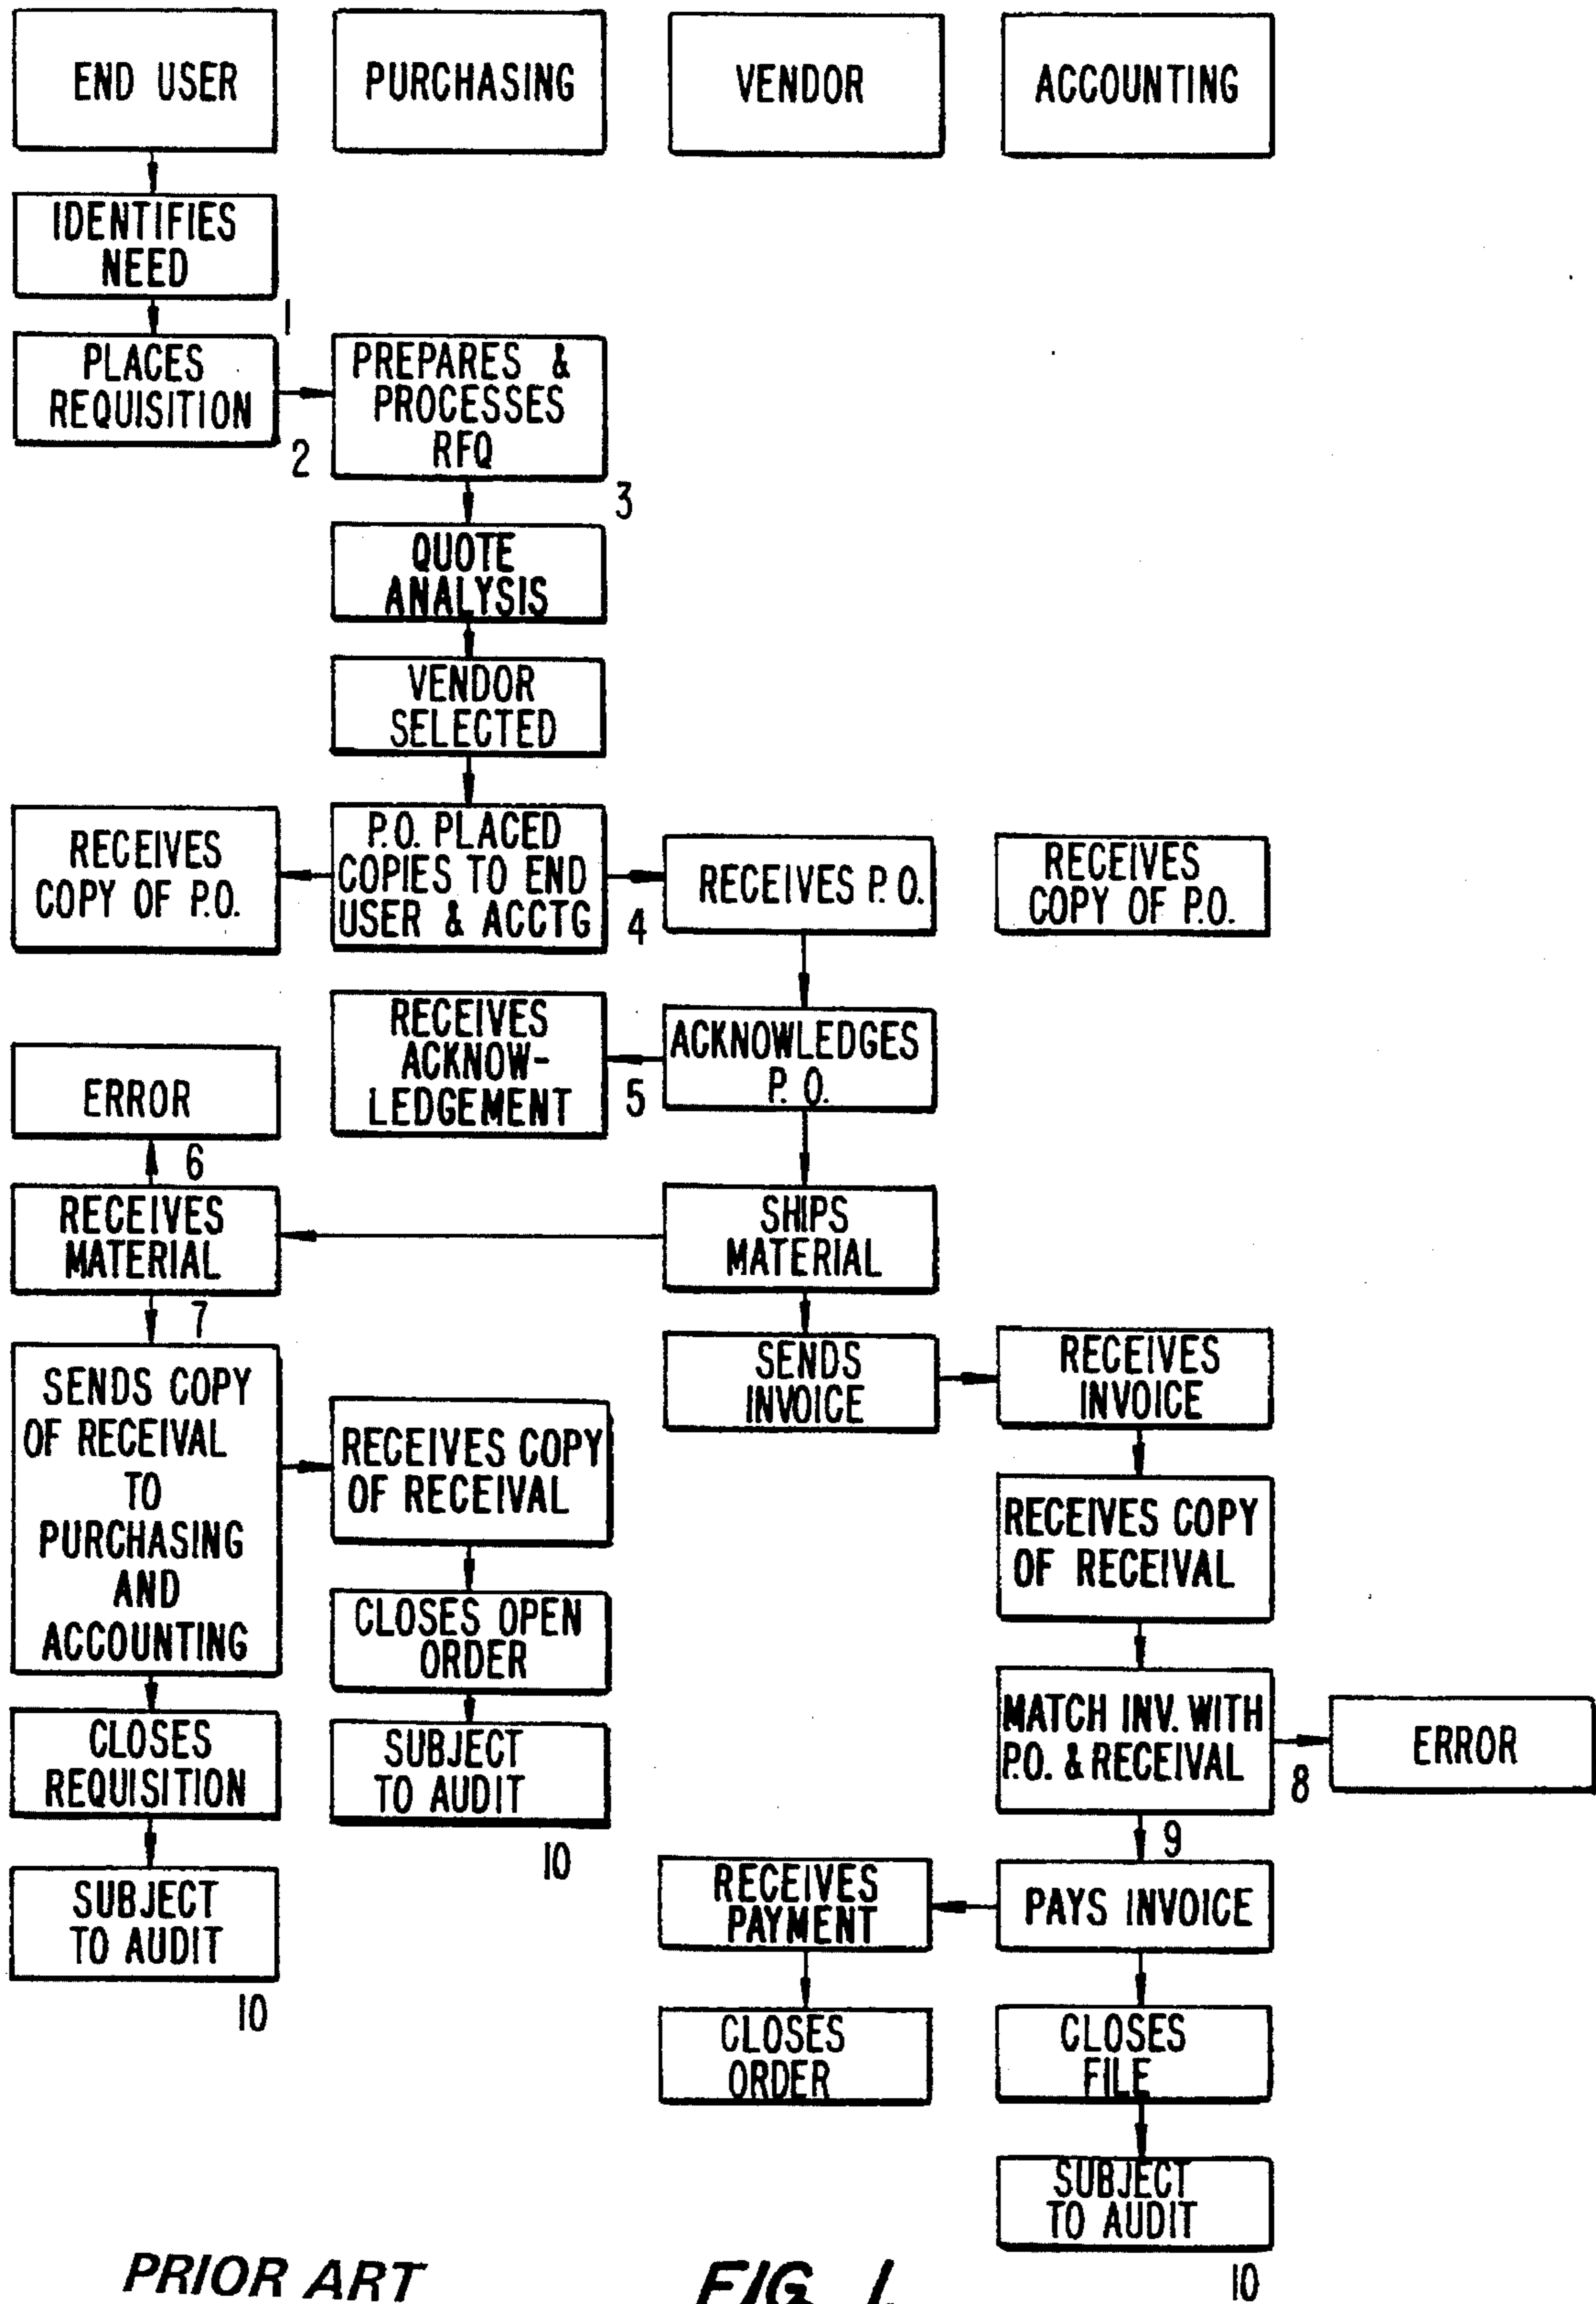 END USER
PURCHASING
VENDOR
ACCOUNTING
IDENTIFIES
NEED
1
PLACES
REQUISITION
2
PREPARES &
PROCESSES
RFQ
3
QUOTE
ANALYSIS
VENDOR
SELECTED
RECEIVES
COPY OF P.O.
P.O. PLACED
COPIES TO END
USER & ACCTG
4
RECEIVES P.O.
RECEIVES
COPY OF P.O.
RECEIVES
ACKNOW-
LEDGEMENT
5
ACKNOWLEDGES
P.O.
ERROR
6
RECEIVES
MATERIAL
7
SHIPS
MATERIAL
SENDS
INVOICE
RECEIVES
INVOICE
SENDS COPY
OF RECEIVAL
TO
PURCHASING
AND
ACCOUNTING
RECEIVES COPY
OF RECEIVAL
RECEIVES COPY
OF RECEIVAL
CLOSES OPEN
ORDER
MATCH INV. WITH
P.O. & RECEIVAL
8
ERROR
CLOSES
REQUISITION
SUBJECT
TO AUDIT
10
9
SUBJECT
TO AUDIT
10
RECEIVES
PAYMENT
PAYS INVOICE
CLOSES
ORDER
CLOSES
FILE
SUBJECT
TO AUDIT
10
PRIOR ART
FIG. 1.